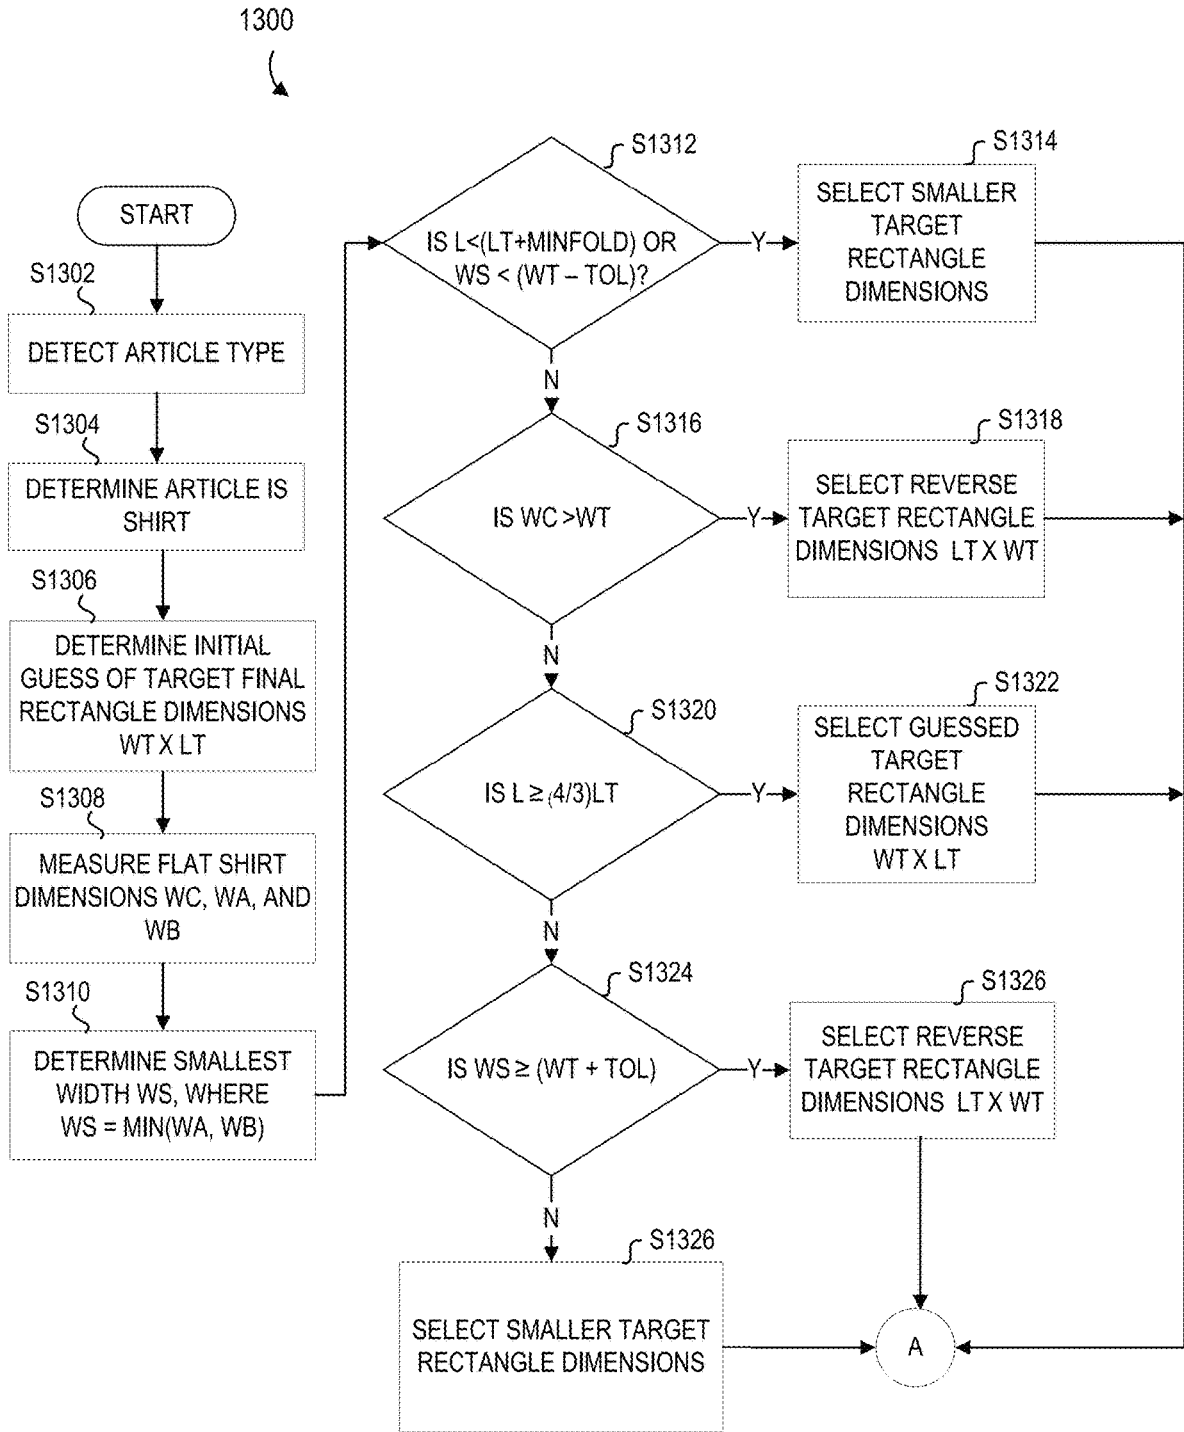 1300
START
S1302
DETECT ARTICLE TYPE
S1304
DETERMINE ARTICLE IS
SHIRT
S1306
DETERMINE INITIAL
GUESS OF TARGET FINAL
RECTANGLE DIMENSIONS
WT X LT
S1308
MEASURE FLAT SHIRT
DIMENSIONS WC, WA, AND
WB
S1310
DETERMINE SMALLEST
WIDTH WS, WHERE
WS = MIN(WA, WB)
S1312
IS L<(LT+MINFOLD) OR
WS < (WT – TOL)?
Y
S1314
SELECT SMALLER
TARGET
RECTANGLE
DIMENSIONS
N
S1316
IS WC >WT
Y
S1318
SELECT REVERSE
TARGET RECTANGLE
DIMENSIONS LT X WT
N
S1320
IS L ≥ (4/3)LT
Y
S1322
SELECT GUESSED
TARGET
RECTANGLE
DIMENSIONS
WT X LT
N
S1324
IS WS ≥ (WT + TOL)
Y
S1326
SELECT REVERSE
TARGET RECTANGLE
DIMENSIONS LT X WT
N
S1326
SELECT SMALLER TARGET
RECTANGLE DIMENSIONS
A